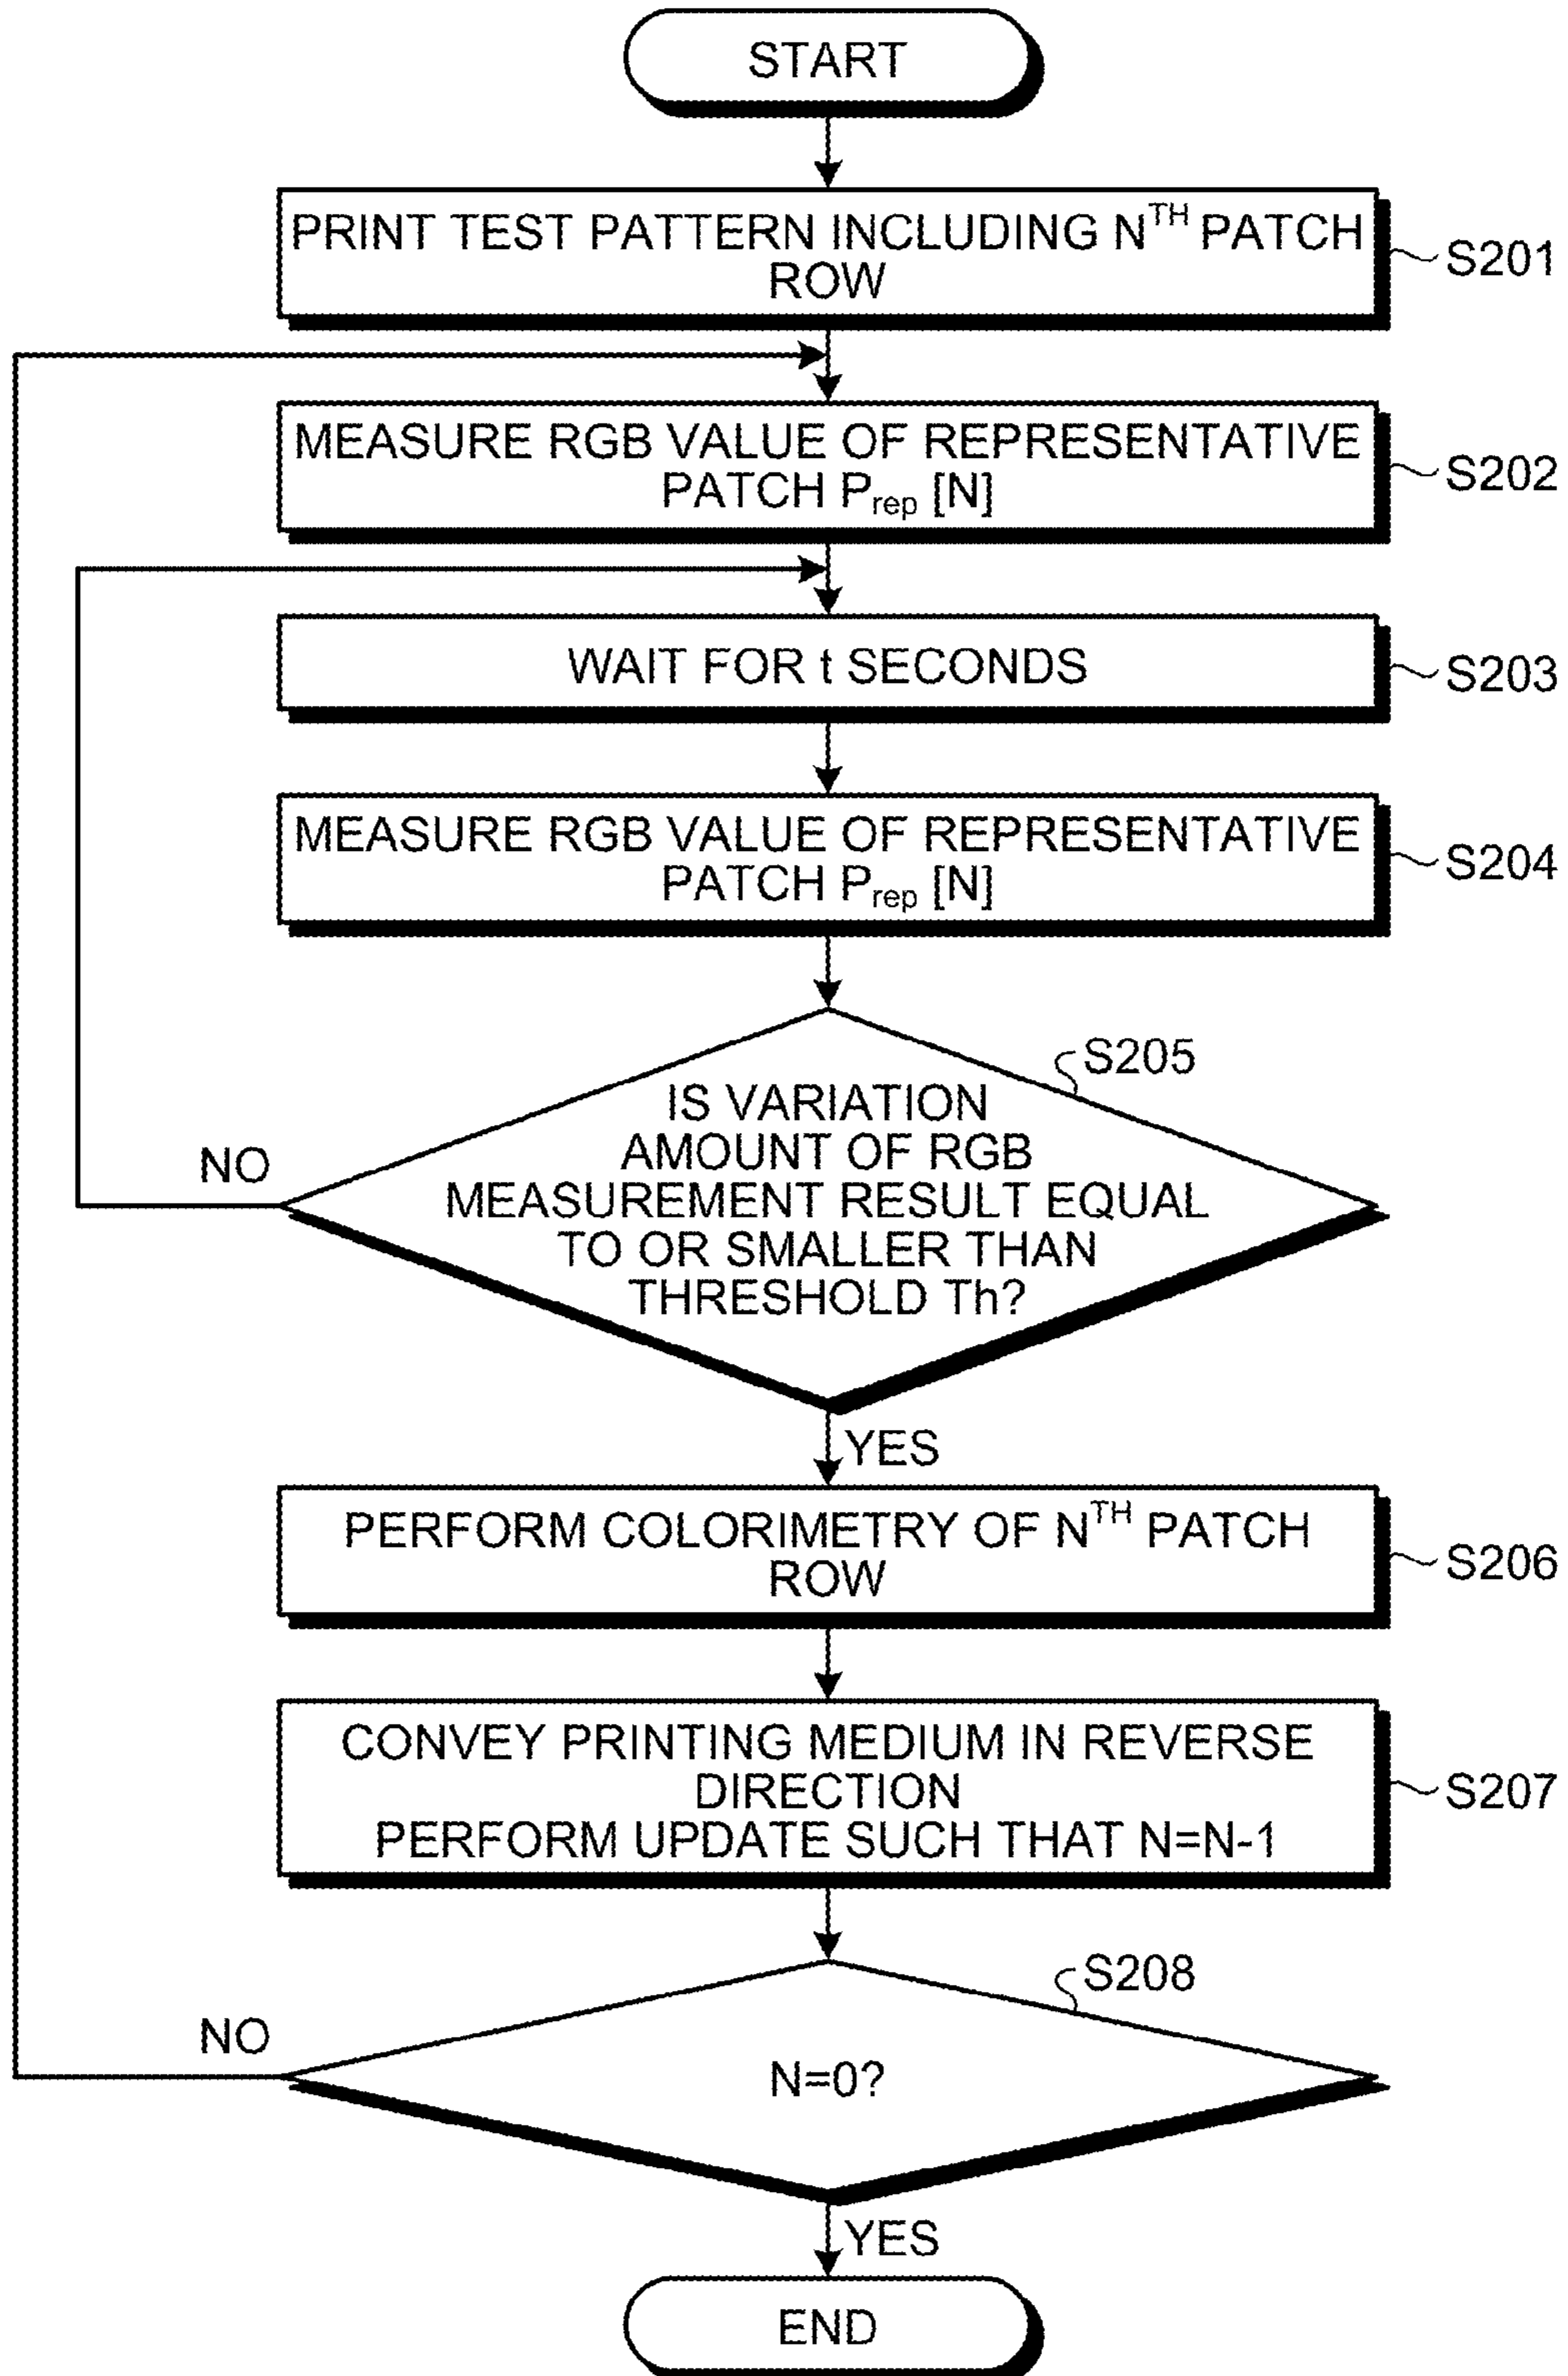 START
PRINT TEST PATTERN INCLUDING Nᵀᴴ PATCH
ROW
S201
MEASURE RGB VALUE OF REPRESENTATIVE
PATCH Prep [N]
S202
WAIT FOR t SECONDS
S203
MEASURE RGB VALUE OF REPRESENTATIVE
PATCH Prep [N]
S204
S205
IS VARIATION
AMOUNT OF RGB
MEASUREMENT RESULT EQUAL
TO OR SMALLER THAN
THRESHOLD Th?
NO
YES
PERFORM COLORIMETRY OF Nᵀᴴ PATCH
ROW
S206
CONVEY PRINTING MEDIUM IN REVERSE
DIRECTION
PERFORM UPDATE SUCH THAT N=N-1
S207
S208
NO
N=0?
YES
END